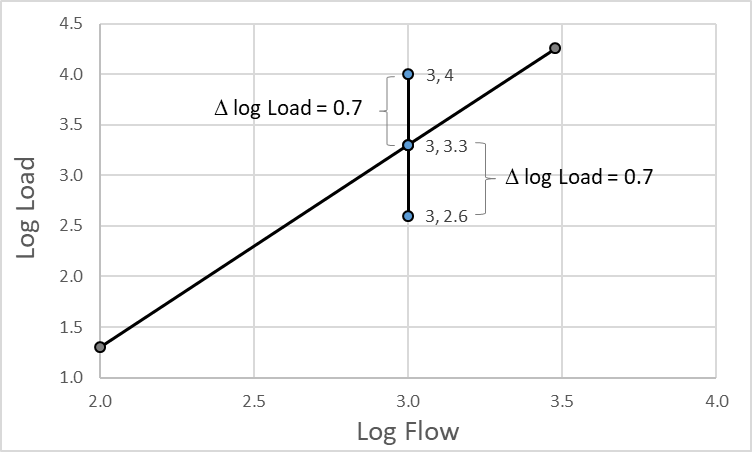 4.5
4.0
3.5
3.0
2.5
2.0
1.5
1.0
Log Load
3, 4
Δ log Load = 0.7
3, 3.3
Δ log Load = 0.7
3, 2.6
2.0 2.5 3.0 3.5 4.0
Log Flow